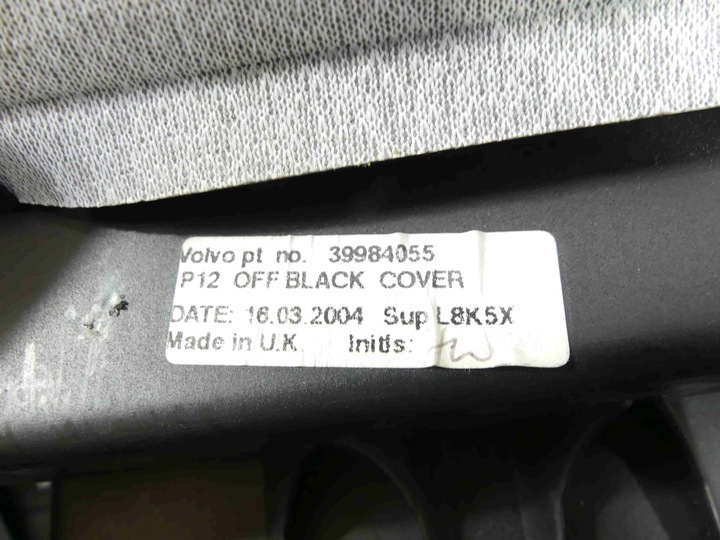 Volvo pt no. 39984055
P12 OFF BLACK COVER
DATE: 16.03.2004 Sup L8K5X
Made in U.K Initls: